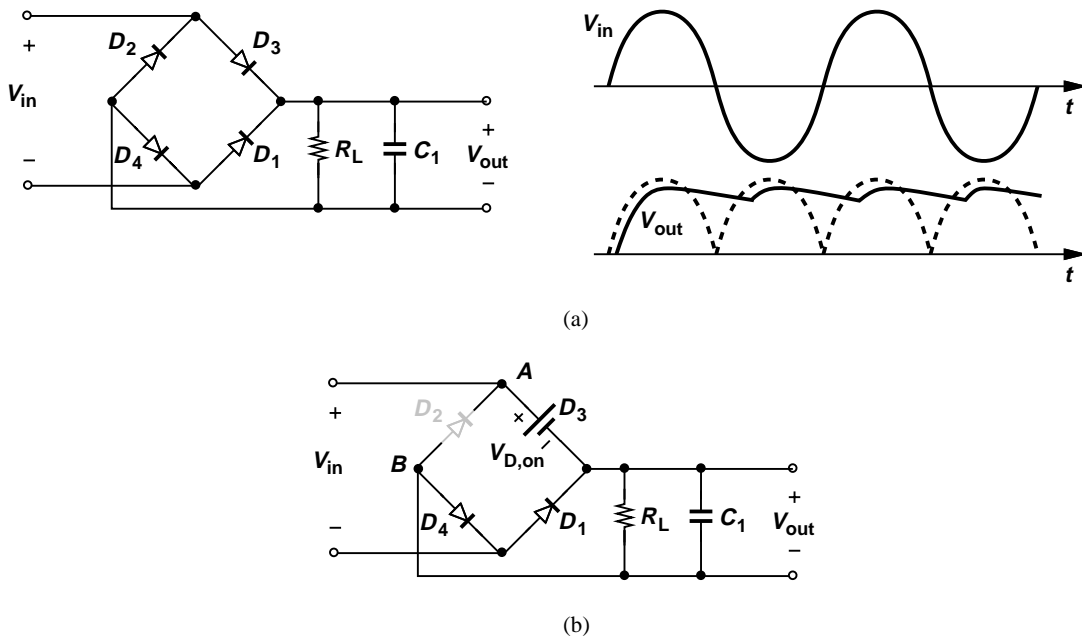 D2
D3
Vin
+
−
D4
D1
RL
C1
+
Vout
−
Vin
t
Vout
t
(a)
A
+
D2
+
D3
−
VD,on
Vin
B
−
D4
D1
RL
C1
+
Vout
−
(b)